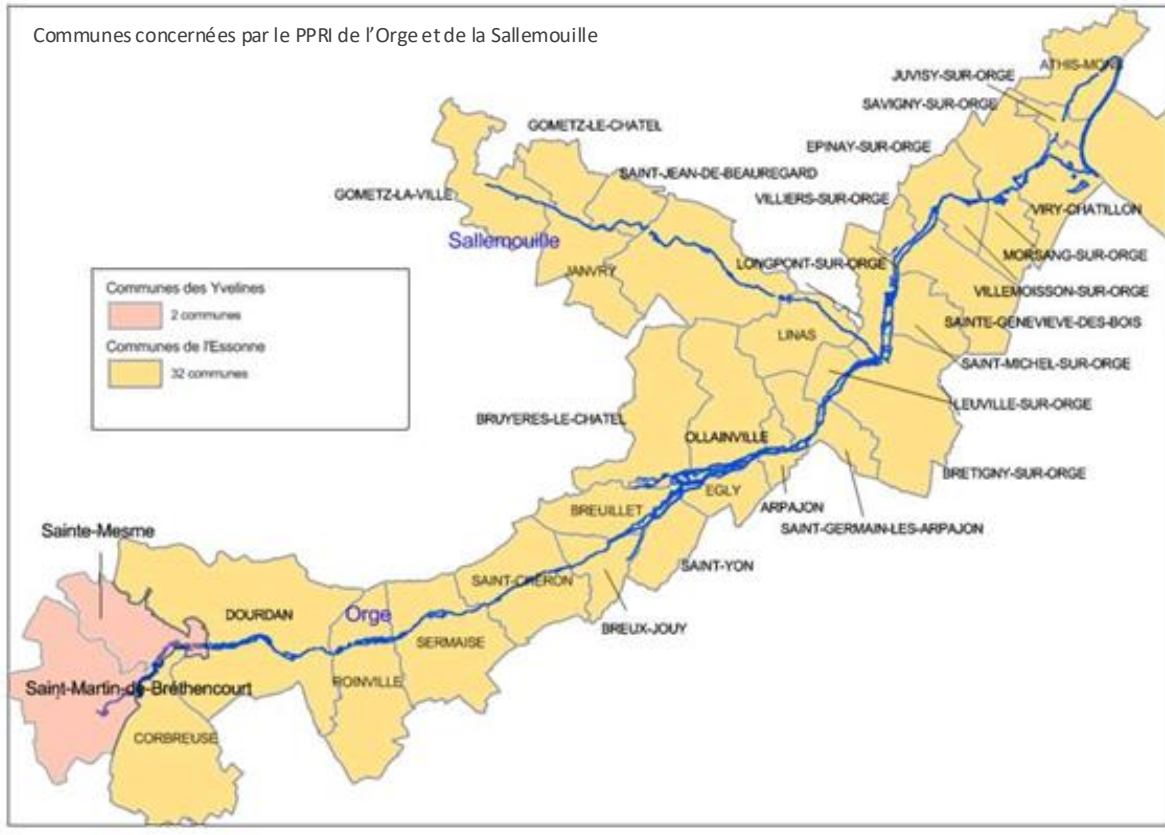 Communes concernées par le PPRI de l'Orge et de la Sallemouille
ATHIS-MONS
JUVISY-SUR-ORGE
SAVIGNY-SUR-ORGE
GOMETZ-LE-CHATEL
EPINAY-SUR-ORGE
SAINT-JEAN-DE-BEAUREGARD
GOMETZ-LA-VILLE
VILLIERS-SUR-ORGE
VIRY-CHATILLON
Sallemouille
MORSANG-SUR-ORGE
LONGPONT-SUR-ORGE
JANVRY
VILLEMOISSON-SUR-ORGE
Communes des Yvelines
2 communes
Communes de l'Essonne
32 communes
SAINTE-GENEVIEVE-DES-BOIS
LINAS
SAINT-MICHEL-SUR-ORGE
LEUVILLE-SUR-ORGE
BRUYERES-LE-CHATEL
OLLAINVILLE
BRETIGNY-SUR-ORGE
EGLY
ARPAJON
BREUILLET
SAINT-GERMAIN-LES-ARPAJON
Sainte-Mesme
SAINT-YON
SAINT-CHERON
DOURDAN
Orge
BREUX-JOUY
SERMAISE
ROINVILLE
Saint-Martin-de-Bréthencourt
CORBREUSE